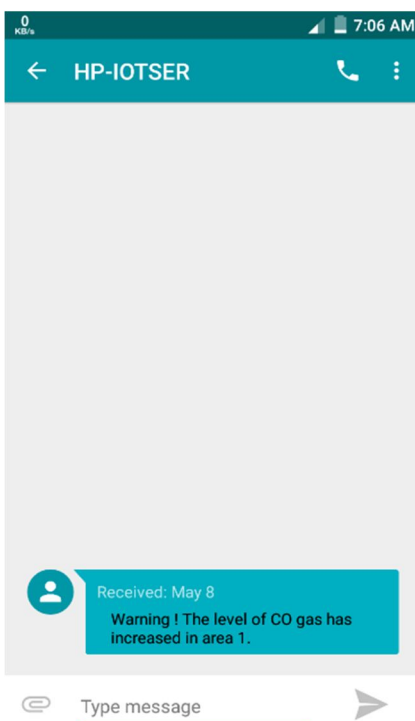 0
KB/s
7:06 AM
HP-IOTSER
Received: May 8
Warning ! The level of CO gas has
increased in area 1.
Type message